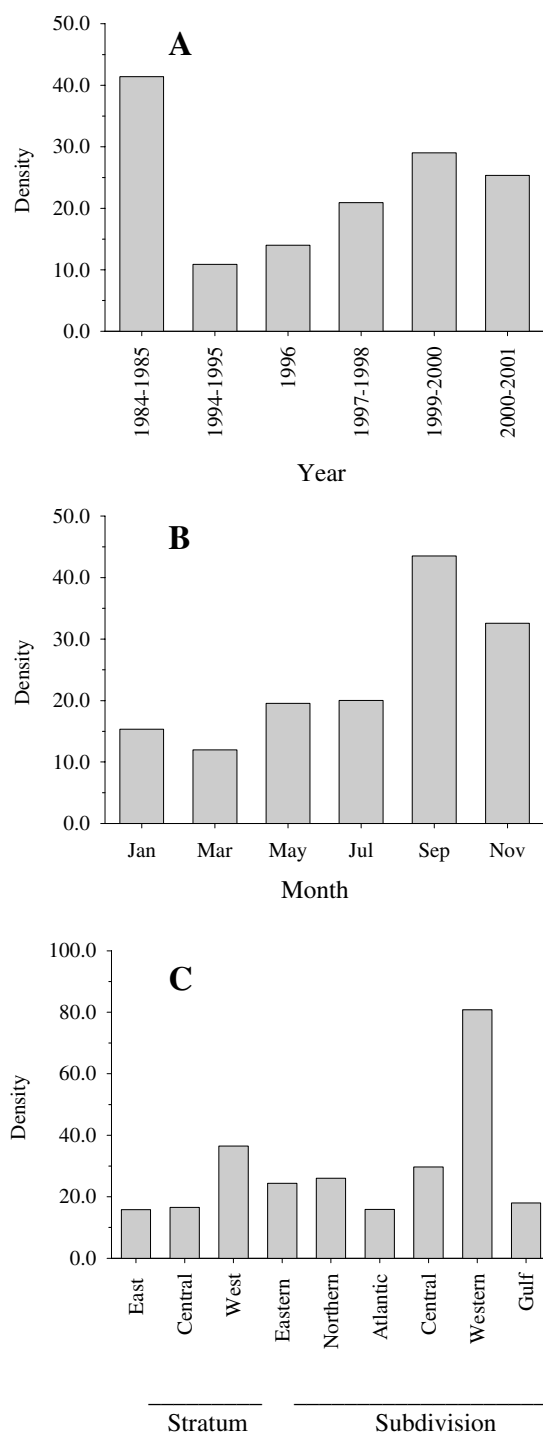 A
Density
50.0
40.0
30.0
20.0
10.0
0.0
1984-1985
1994-1995
1996
1997-1998
1999-2000
2000-2001
Year
B
Density
50.0
40.0
30.0
20.0
10.0
0.0
Jan Mar May Jul Sep Nov
Month
C
Density
100.0
80.0
60.0
40.0
20.0
0.0
East
Central
West
Eastern
Northern
Atlantic
Central
Western
Gulf
Stratum Subdivision